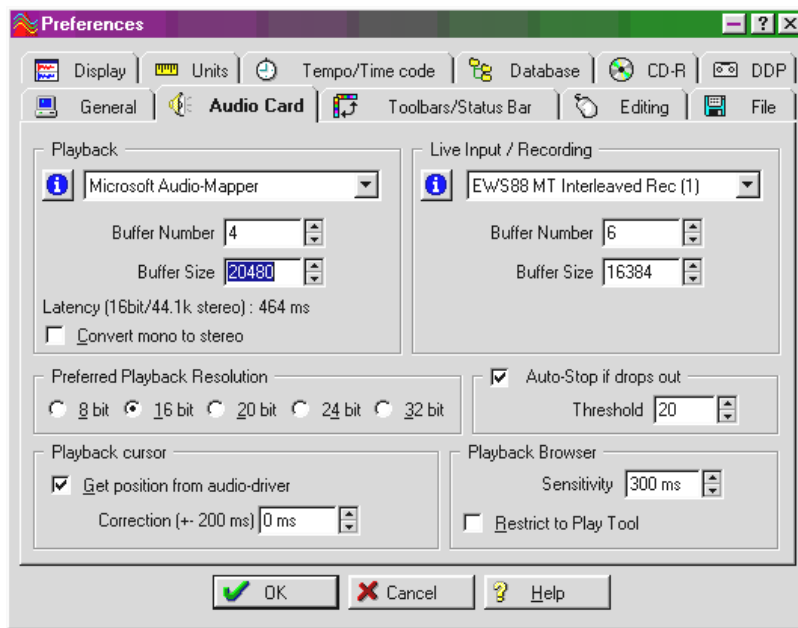 Preferences
Display Units Tempo/Time code Database CD-R DDP
General Audio Card Toolbars/Status Bar Editing File
Playback
Microsoft Audio-Mapper
Buffer Number 4
Buffer Size 20480
Latency (16bit/44.1k stereo) : 464 ms
Convert mono to stereo
Live Input / Recording
EWS88 MT Interleaved Rec (1)
Buffer Number 6
Buffer Size 16384
Preferred Playback Resolution
8 bit 16 bit 20 bit 24 bit 32 bit
Auto-Stop if drops out
Threshold 20
Playback cursor
Get position from audio-driver
Correction (+- 200 ms) 0 ms
Playback Browser
Sensitivity 300 ms
Restrict to Play Tool
OK Cancel Help